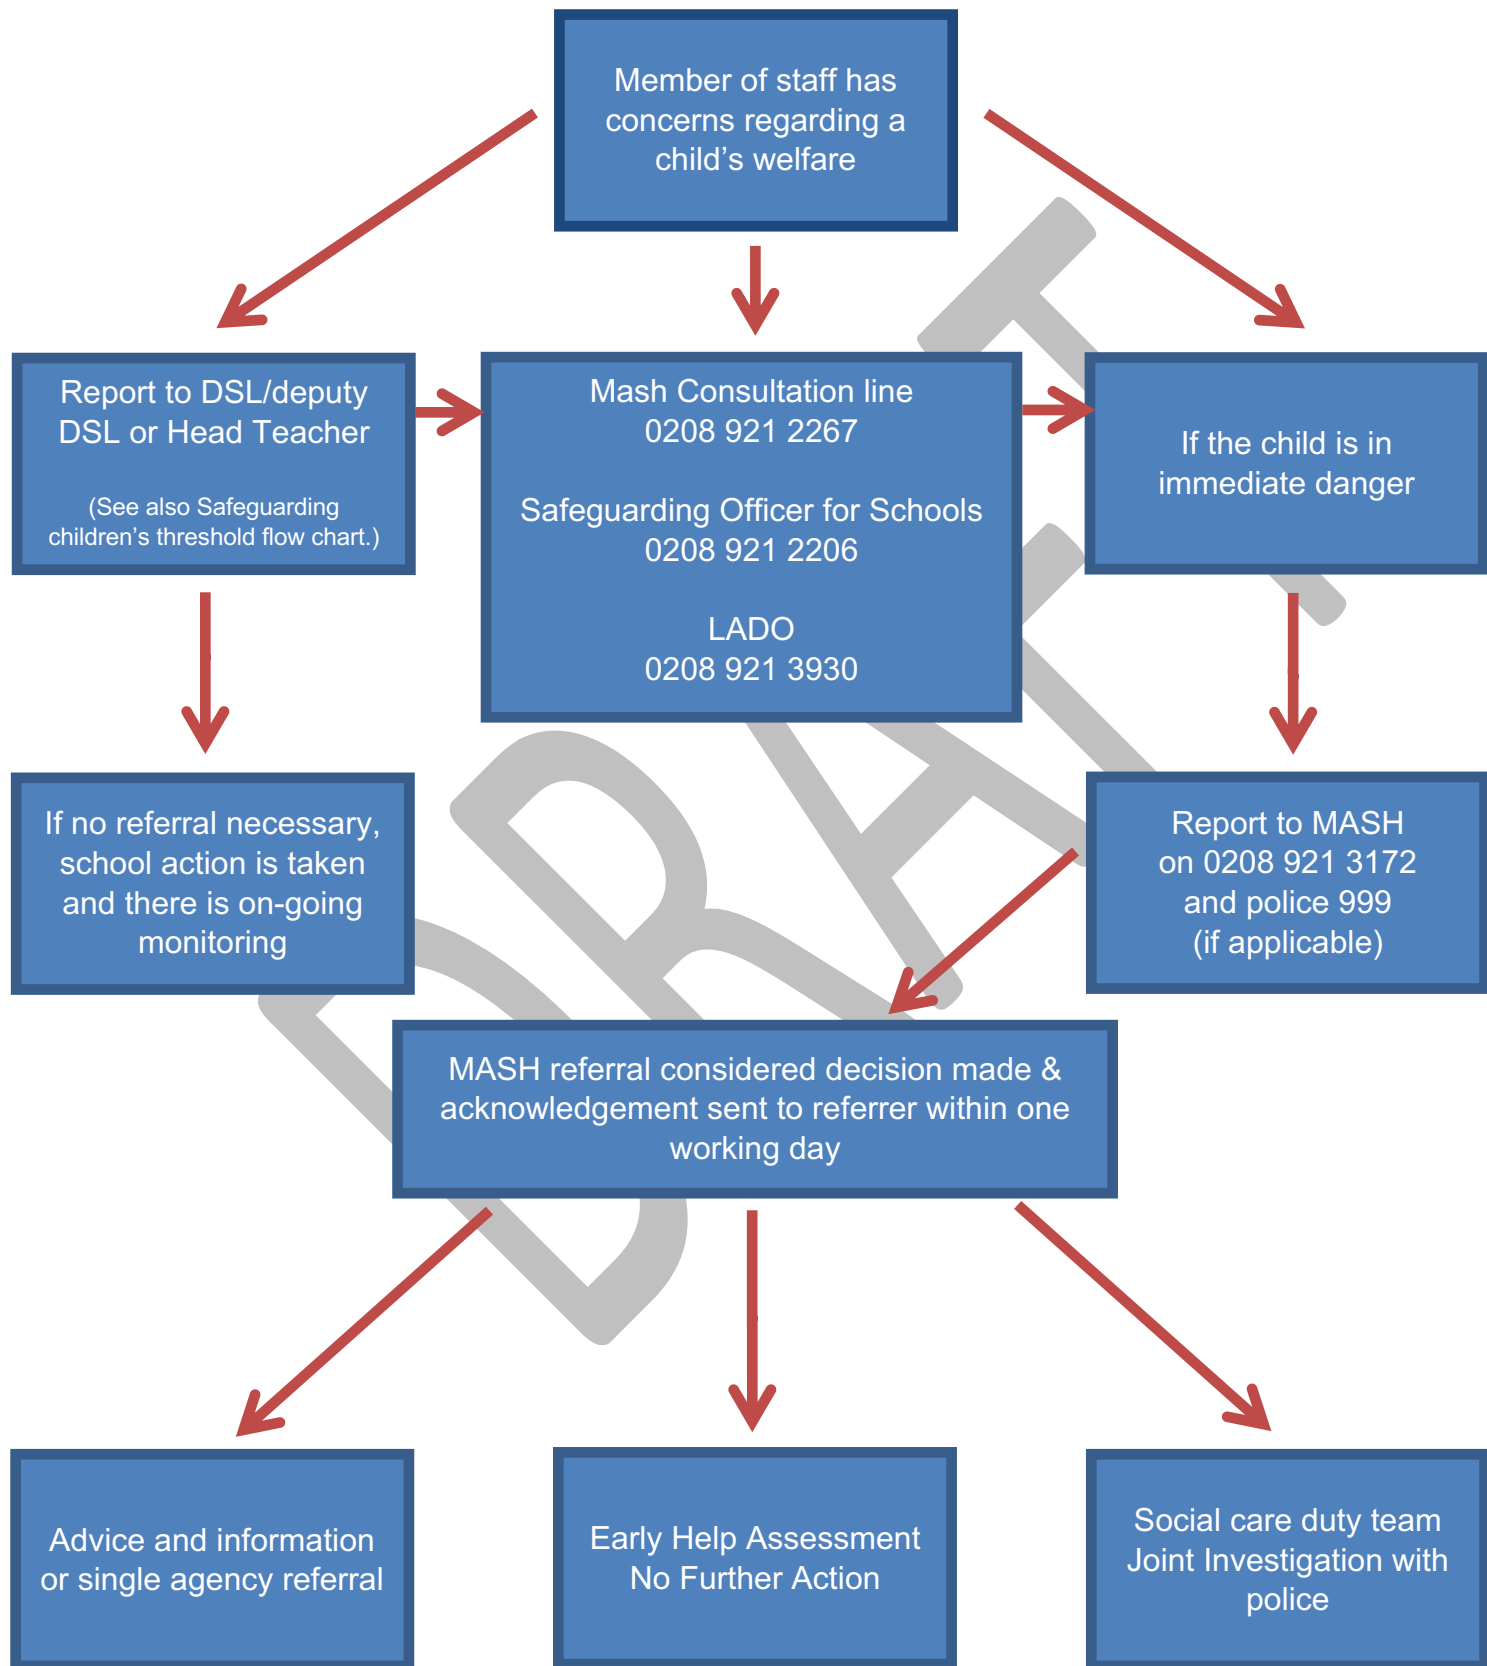 Member of staff has
concerns regarding a
child’s welfare
Report to DSL/deputy
DSL or Head Teacher
(See also Safeguarding
children’s threshold flow chart.)
Mash Consultation line
0208 921 2267
Safeguarding Officer for Schools
0208 921 2206
LADO
0208 921 3930
If the child is in
immediate danger
If no referral necessary,
school action is taken
and there is on-going
monitoring
Report to MASH
on 0208 921 3172
and police 999
(if applicable)
MASH referral considered decision made &
acknowledgement sent to referrer within one
working day
Advice and information
or single agency referral
Early Help Assessment
No Further Action
Social care duty team
Joint Investigation with
police
DRAFT